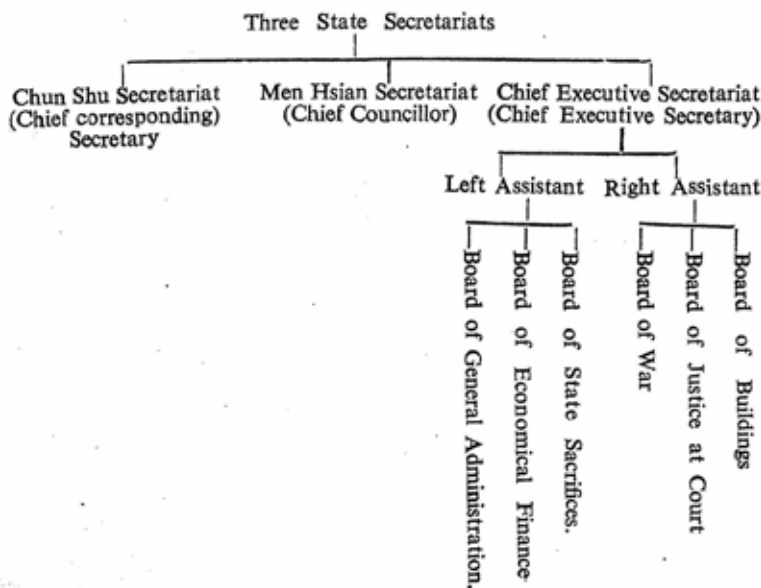 Three State Secretariats
Chun Shu Secretariat
(Chief corresponding)
Secretary
Men Hsian Secretariat
(Chief Councillor)
Chief Executive Secretariat
(Chief Executive Secretary)
Left Assistant
Right Assistant
Board of General Administration.
Board of Economical Finance
Board of State Sacrifices.
Board of War
Board of Justice at Court
Board of Buildings